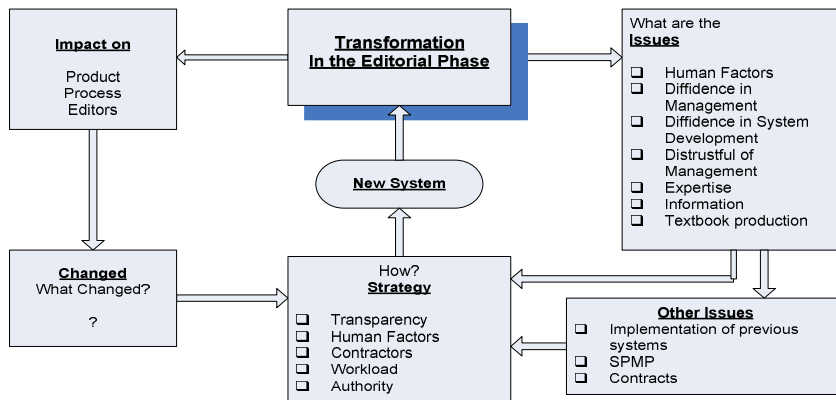 Impact on
Product
Process
Editors
Transformation
In the Editorial Phase
What are the
Issues
❑ Human Factors
❑ Diffidence in
Management
❑ Diffidence in System
Development
❑ Distrustful of
Management
❑ Expertise
❑ Information
❑ Textbook production
New System
Changed
What Changed?
?
How?
Strategy
❑ Transparency
❑ Human Factors
❑ Contractors
❑ Workload
❑ Authority
Other Issues
❑ Implementation of previous
systems
❑ SPMP
❑ Contracts